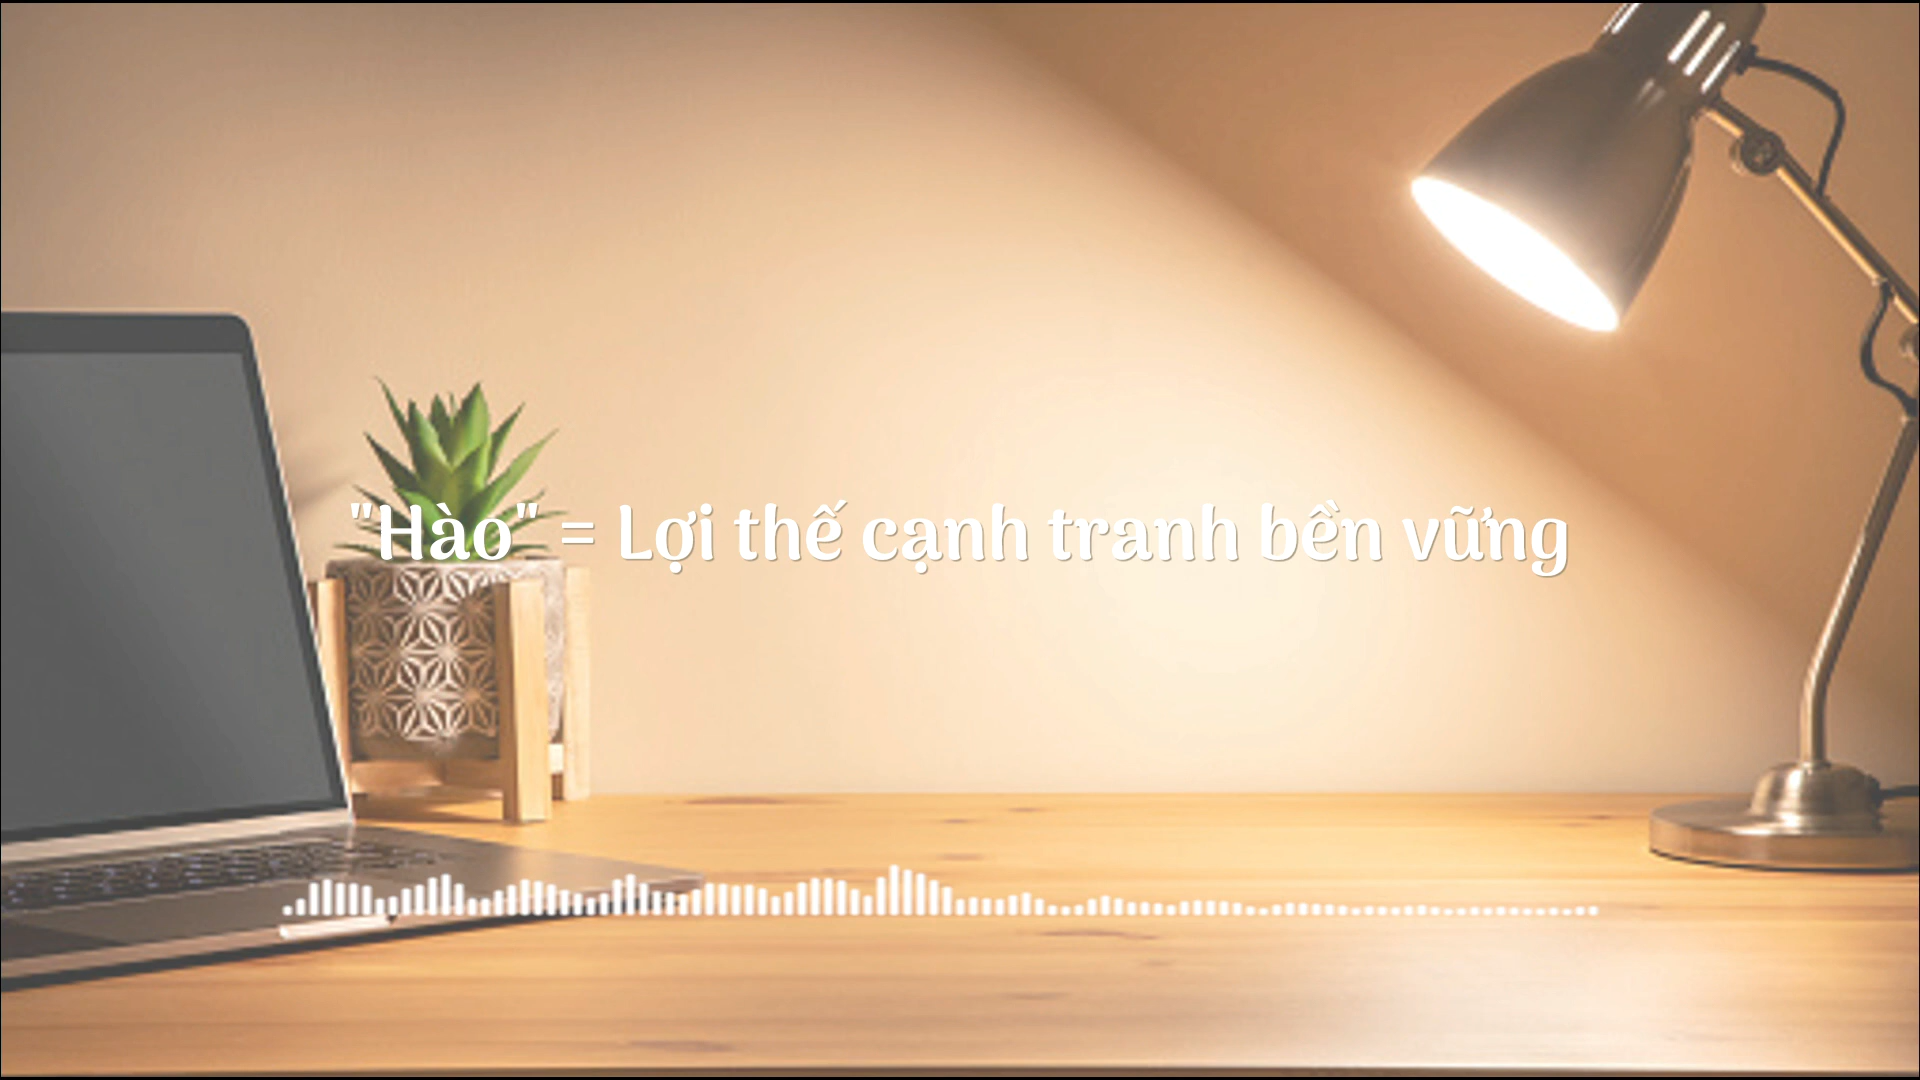 "Hào" = Lợi thế cạnh tranh bền vững